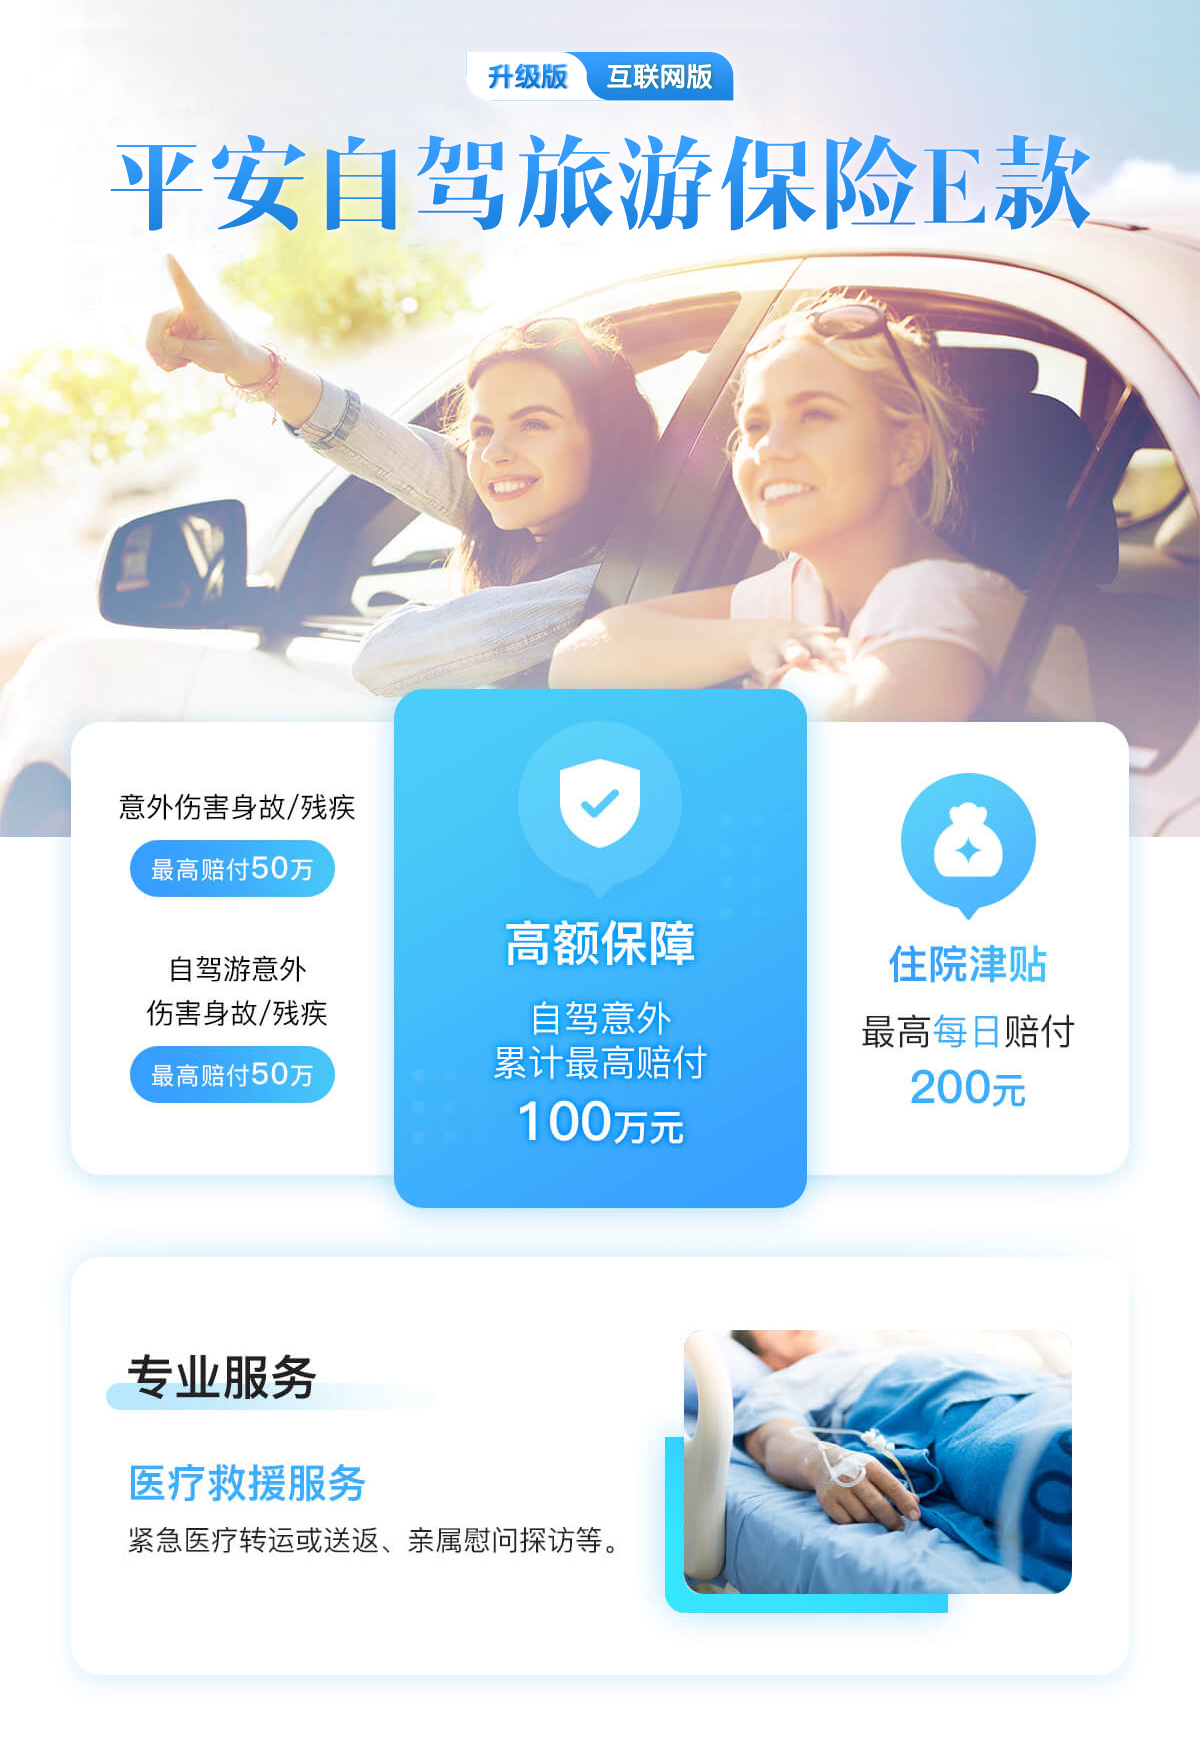 升级版 互联网版
平安自驾旅游保险E款
意外伤害身故/残疾
最高赔付50万
自驾游意外
伤害身故/残疾
最高赔付50万
高额保障
自驾意外
累计最高赔付
100万元
住院津贴
最高每日赔付
200元
专业服务
医疗救援服务
紧急医疗转运或送返、亲属慰问探访等。